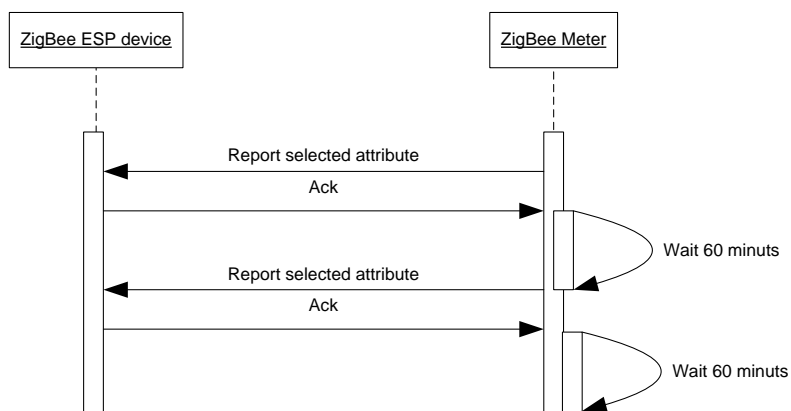 ZigBee ESP device
ZigBee Meter
Report selected attribute
Ack
Wait 60 minuts
Report selected attribute
Ack
Wait 60 minuts